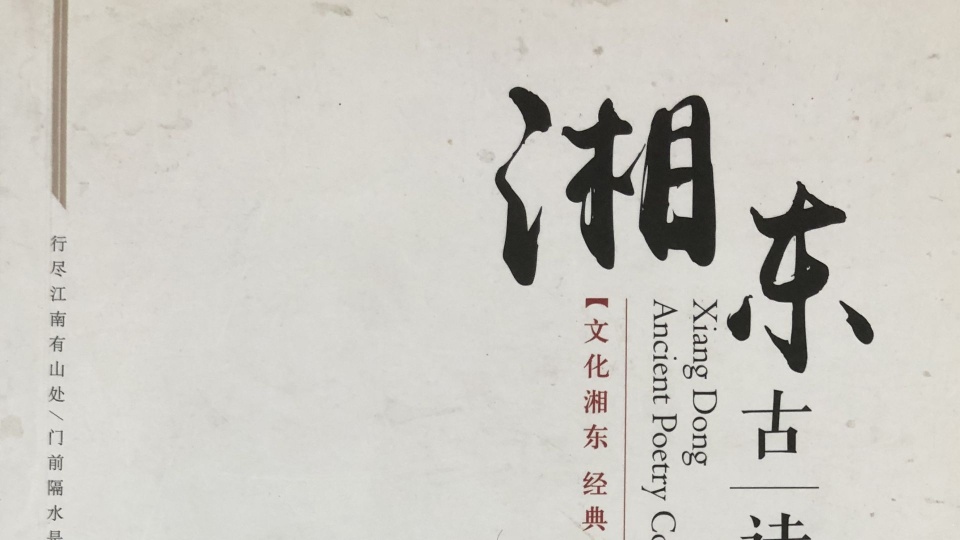 湘东
古诗
Xiang Dong
Ancient Poetry
【文化湘东 经典
行尽江南有山处\门前隔水是